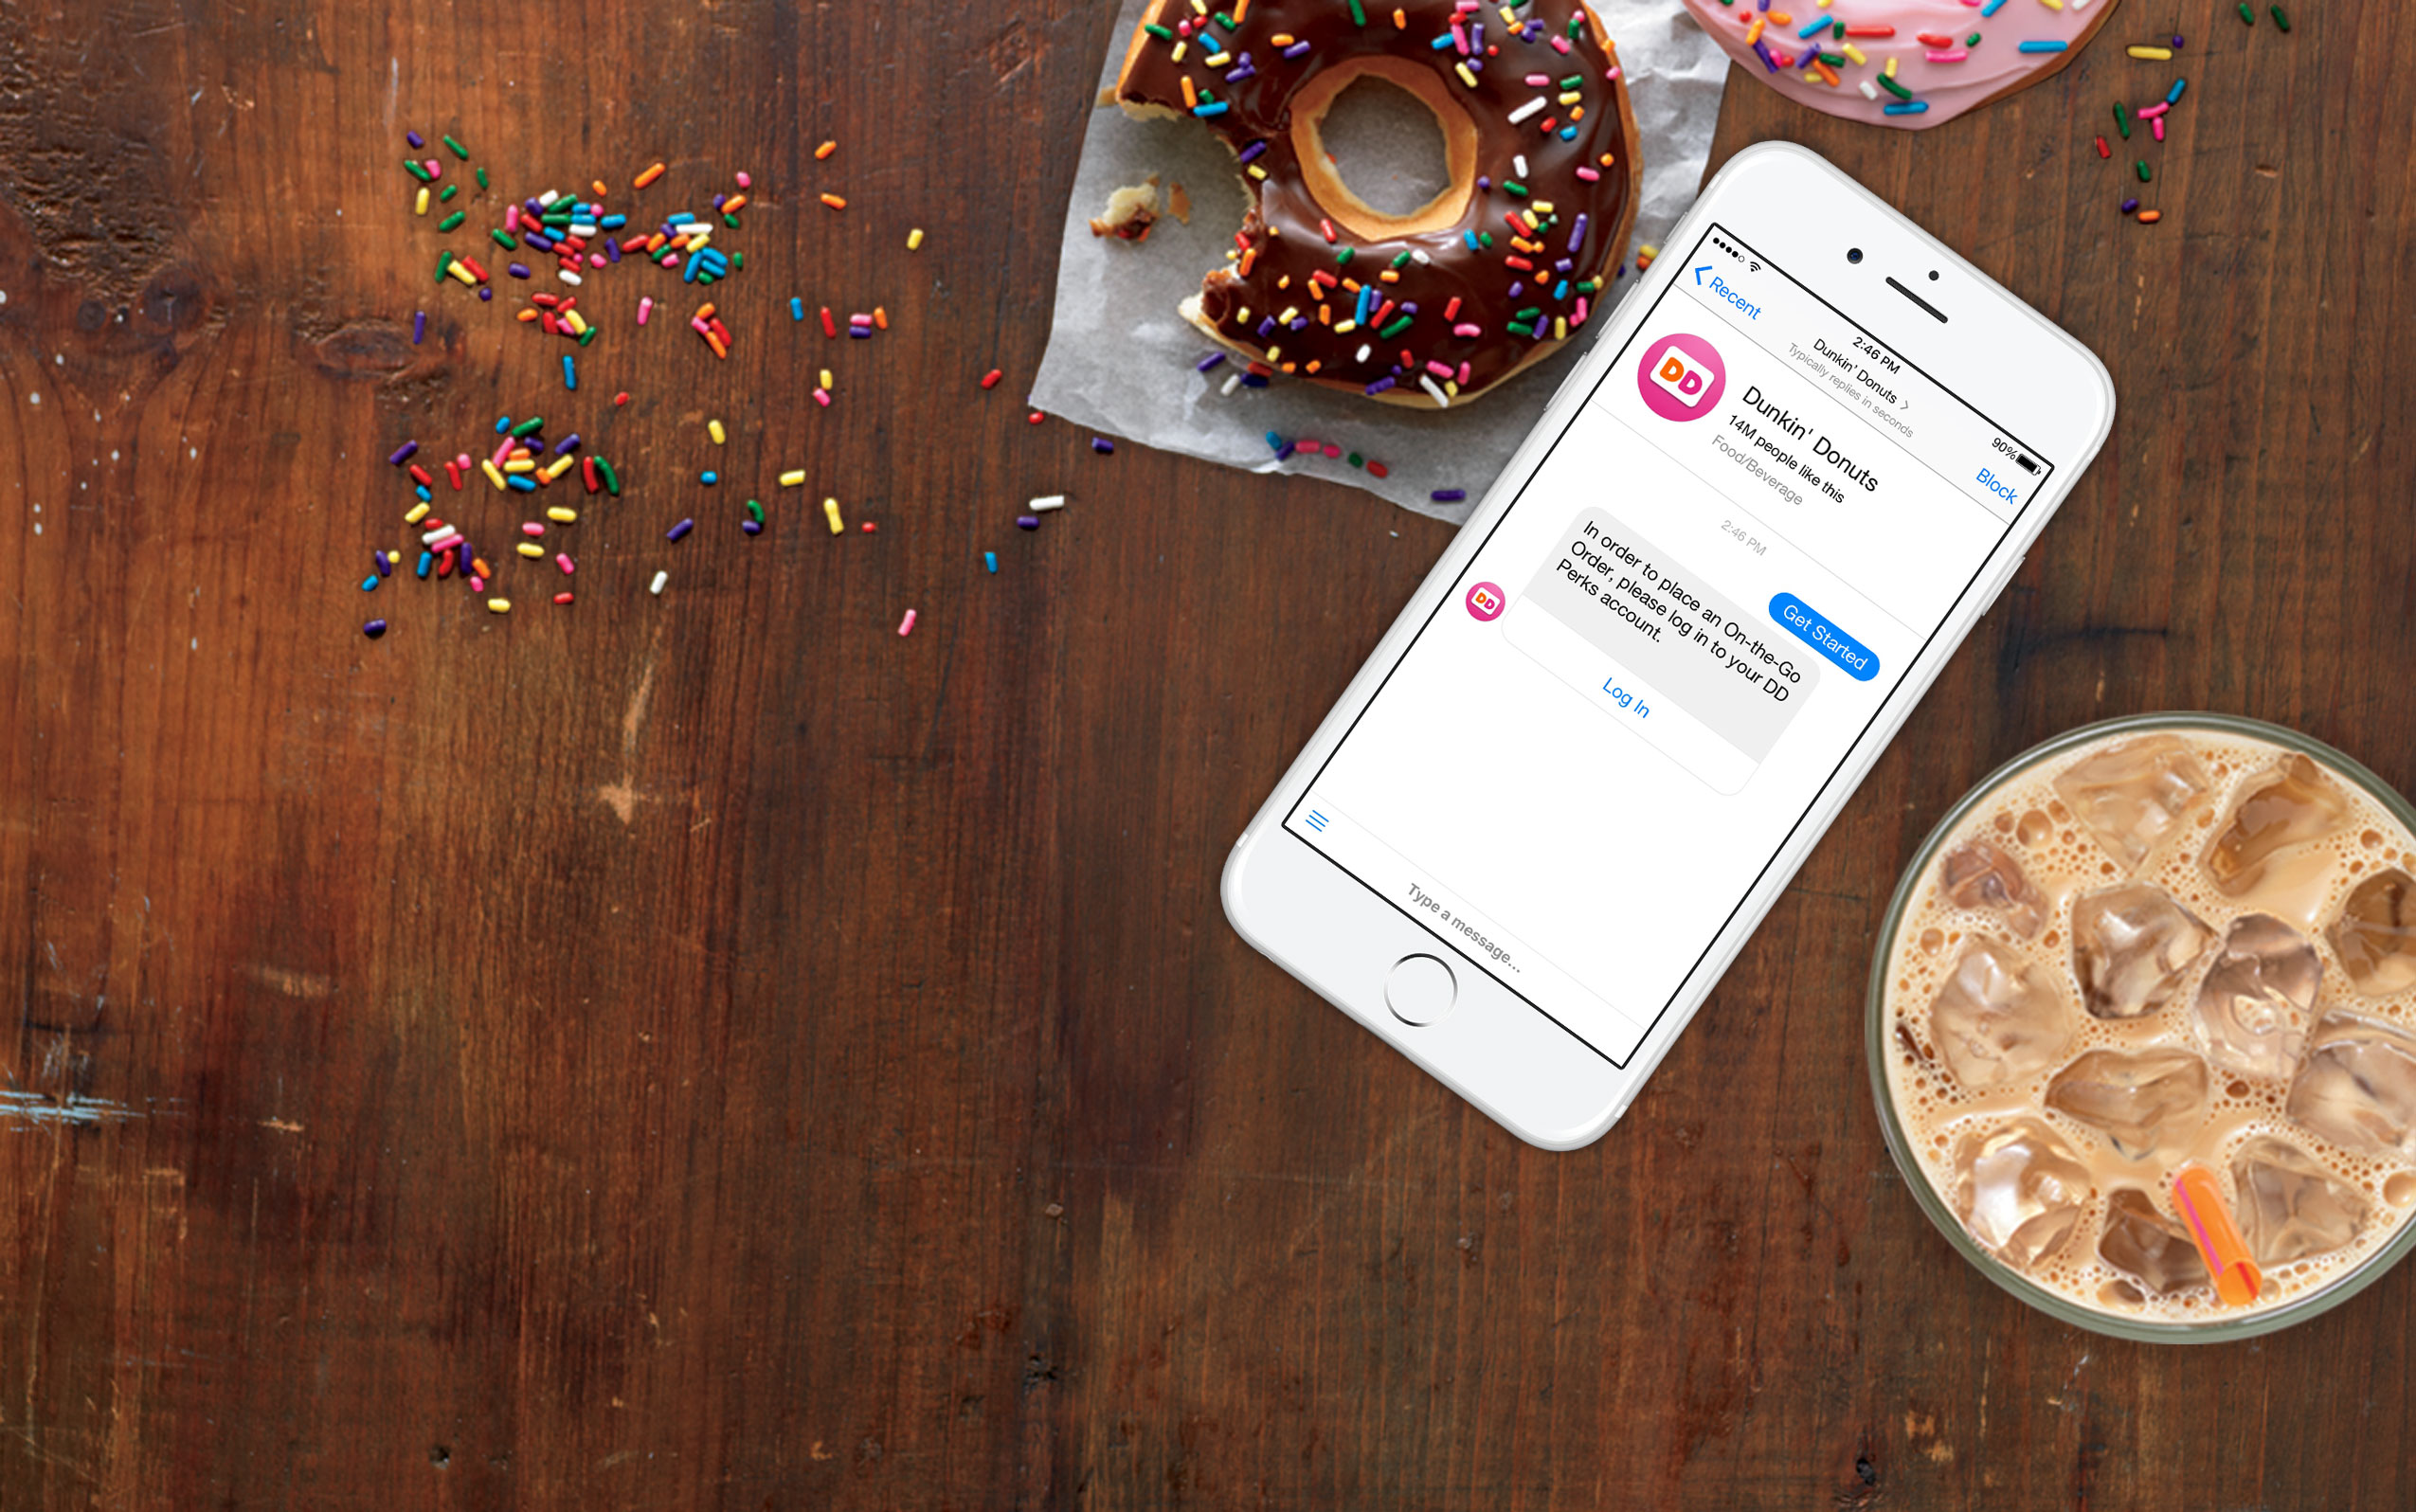 2:46 PM
90%
Recent
Dunkin' Donuts >
Typically replies in seconds
Block
DD
Dunkin' Donuts
14M people like this
Food/Beverage
2:46 PM
Get Started
In order to place an On-the-Go
Order, please log in to your DD
Perks account.
DD
Log In
Type a message...